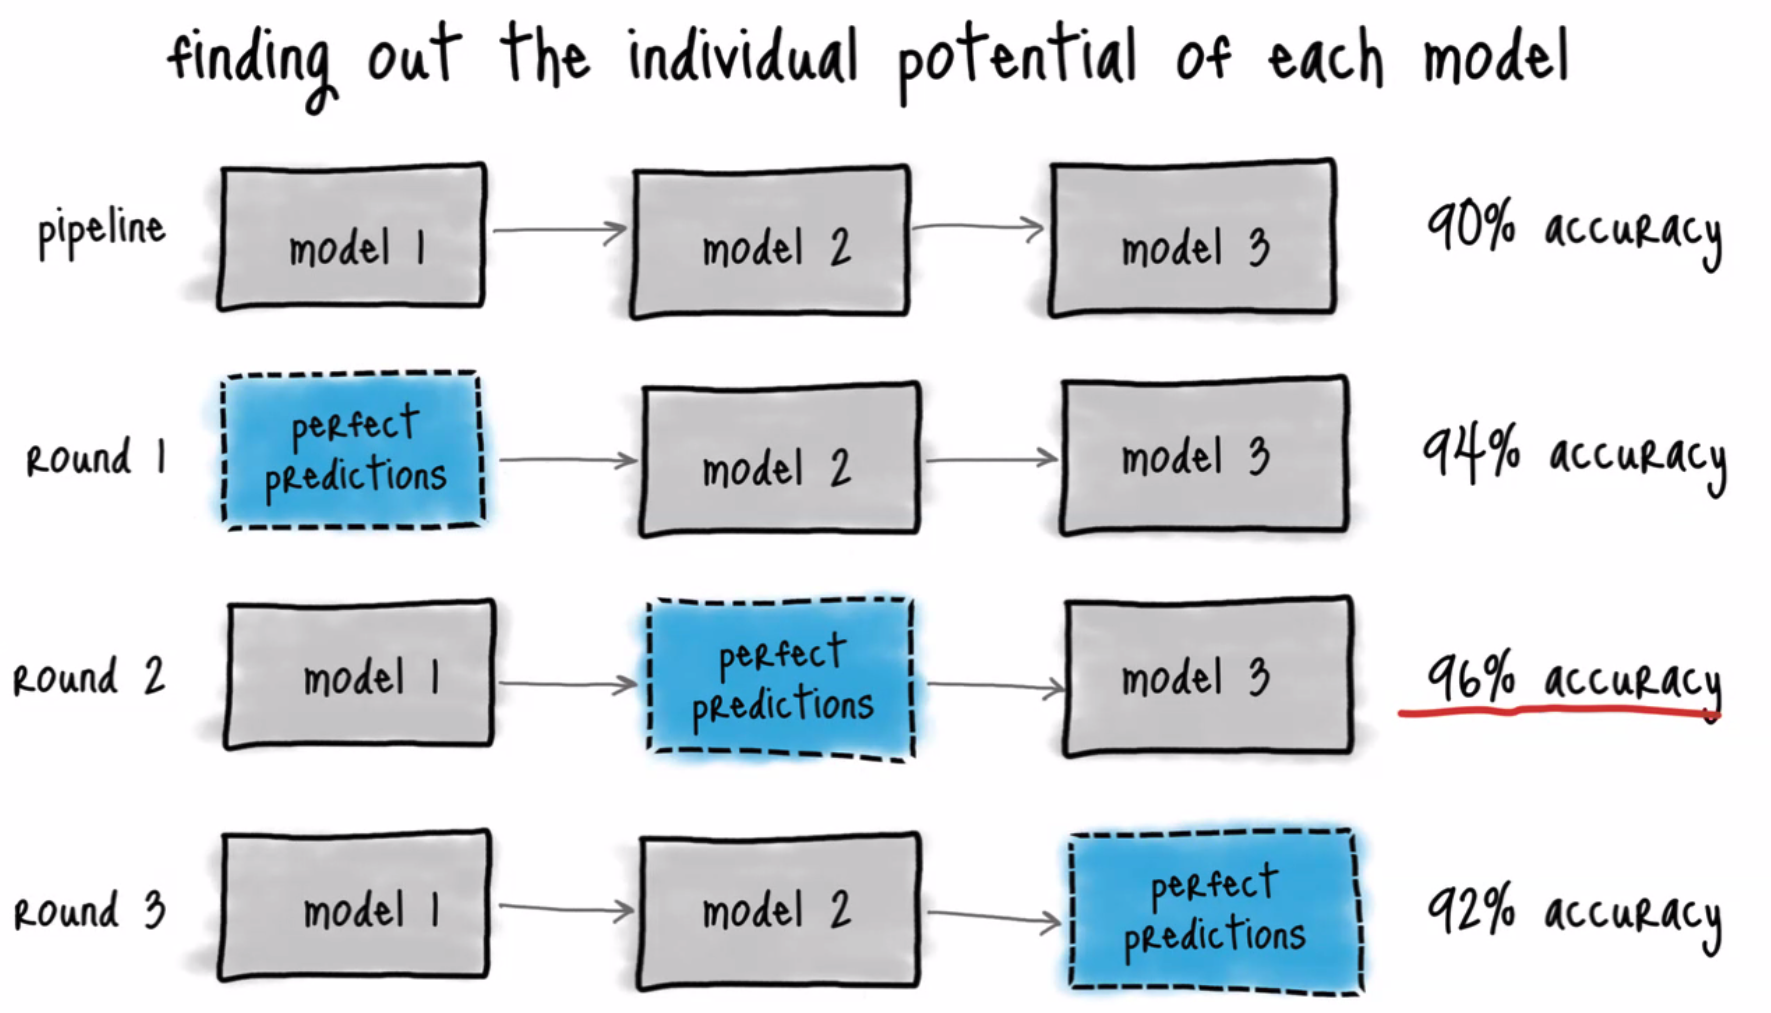 finding out the individual potential of each model
pipeline
model 1
model 2
model 3
90% accuracy
round 1
perfect
predictions
model 2
model 3
94% accuracy
round 2
model 1
perfect
predictions
model 3
96% accuracy
round 3
model 1
model 2
perfect
predictions
92% accuracy